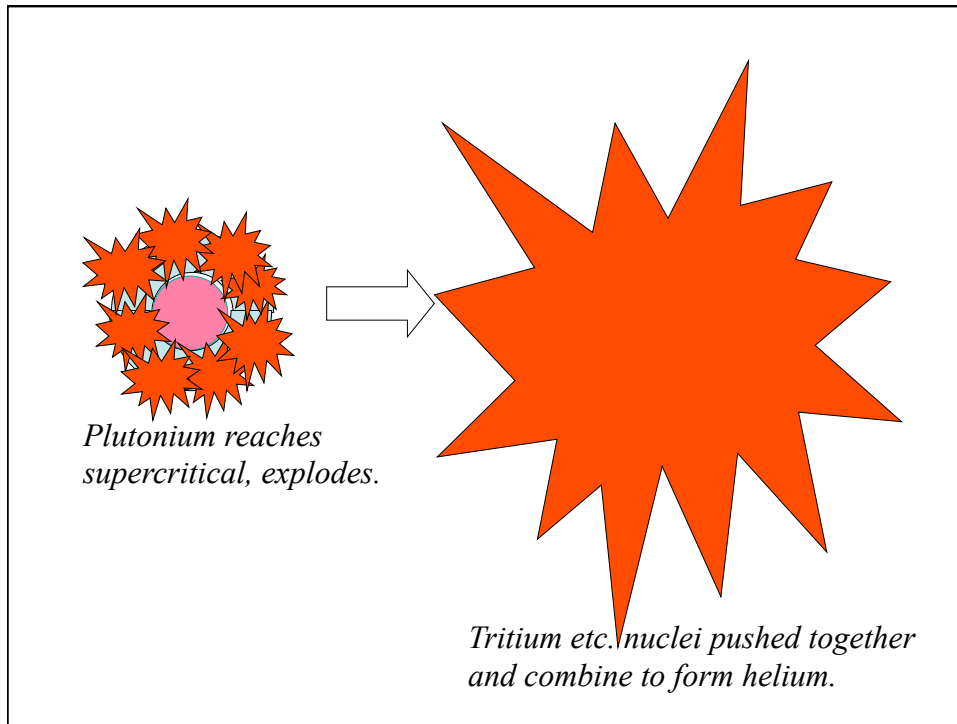 Plutonium reaches
supercritical, explodes.
Tritium etc. nuclei pushed together
and combine to form helium.